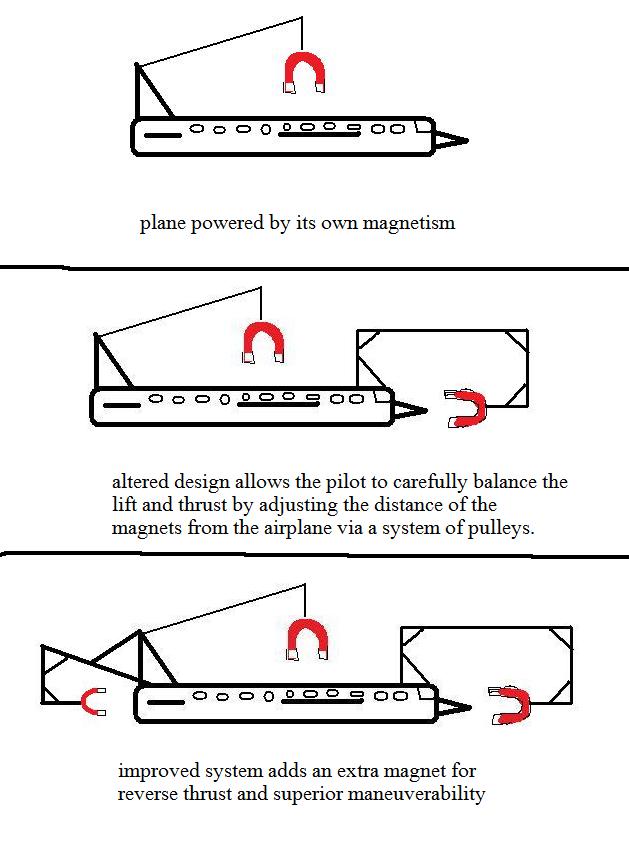 plane powered by its own magnetism
altered design allows the pilot to carefully balance the
lift and thrust by adjusting the distance of the
magnets from the airplane via a system of pulleys.
improved system adds an extra magnet for
reverse thrust and superior maneuverability